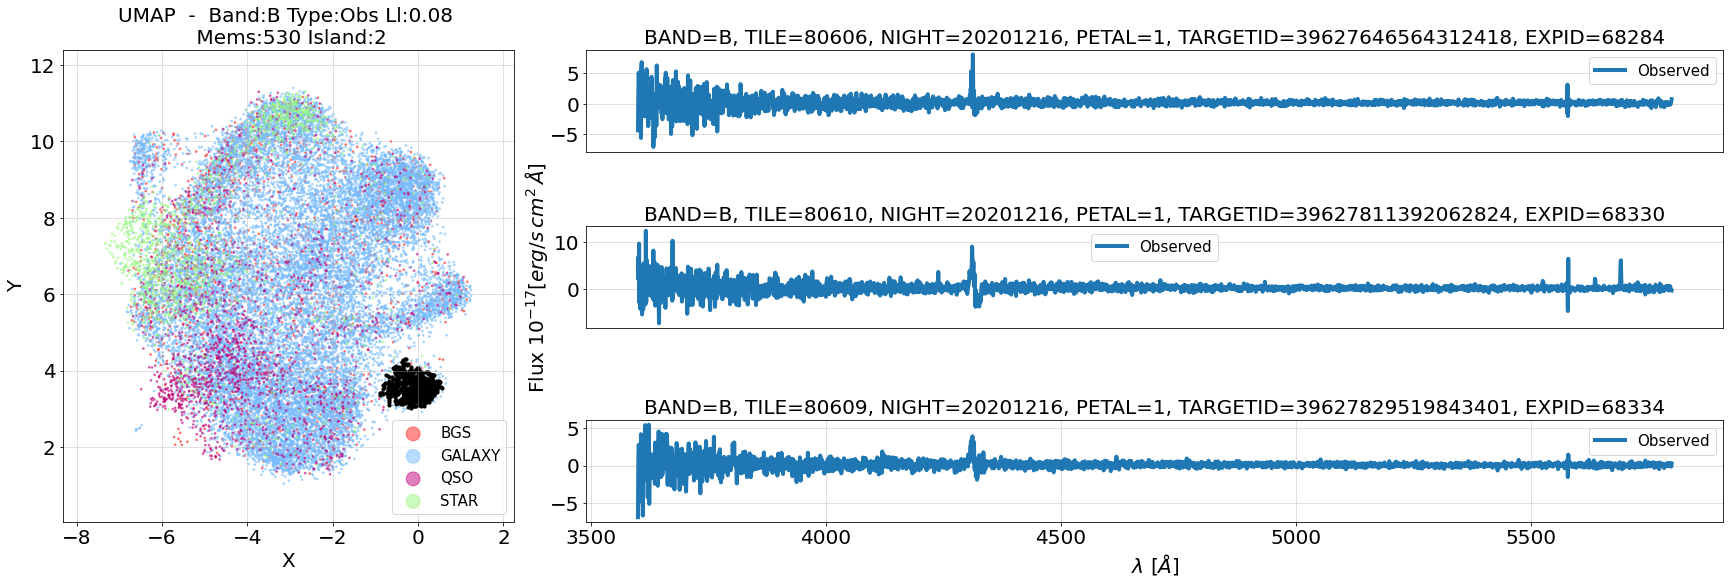 UMAP  -  Band:B Type:Obs Ll:0.08
Mems:530 Island:2
12
10
8
6
4
2
Y
−8
−6
−4
−2
0
2
X
BGS
GALAXY
QSO
STAR
BAND=B, TILE=80606, NIGHT=20201216, PETAL=1, TARGETID=39627646564312418, EXPID=68284
5
0
−5
Observed
BAND=B, TILE=80610, NIGHT=20201216, PETAL=1, TARGETID=39627811392062824, EXPID=68330
10
0
Observed
Flux 10⁻¹⁷[erg/s cm² Å]
BAND=B, TILE=80609, NIGHT=20201216, PETAL=1, TARGETID=39627829519843401, EXPID=68334
5
0
−5
Observed
3500
4000
4500
5000
5500
λ [Å]